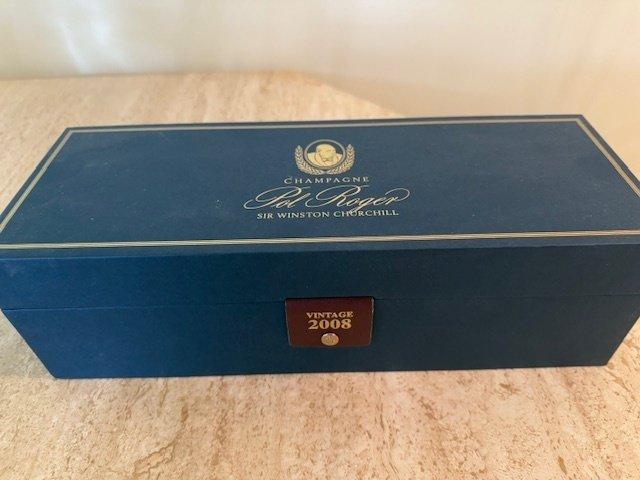 CHAMPAGNE
Pol Roger
SIR WINSTON CHURCHILL
VINTAGE
2008